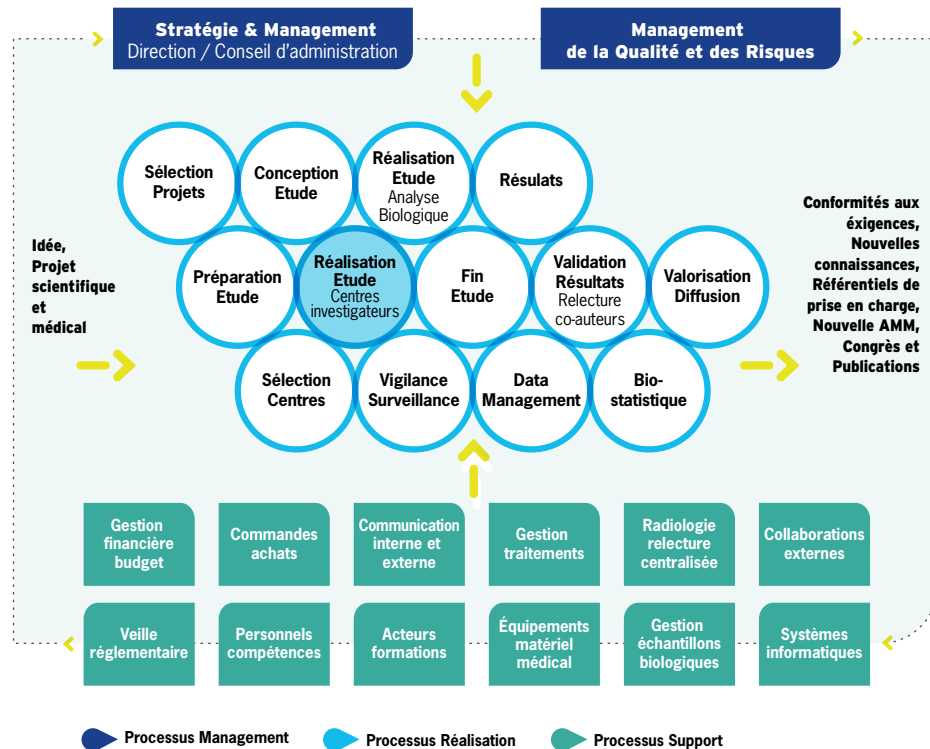 Stratégie & Management
Direction / Conseil d'administration
Management
de la Qualité et des Risques
Sélection
Projets
Conception
Etude
Réalisation
Etude
Analyse
Biologique
Résulats
Idée,
Projet
scientifique
et
médical
Préparation
Etude
Réalisation
Etude
Centres
investigateurs
Fin
Etude
Validation
Résultats
Relecture
co-auteurs
Valorisation
Diffusion
Conformités aux
éxigences,
Nouvelles
connaissances,
Référentiels de
prise en charge,
Nouvelle AMM,
Congrès et
Publications
Sélection
Centres
Vigilance
Surveillance
Data
Management
Bio-
statistique
Gestion
financière
budget
Commandes
achats
Communication
interne et
externe
Gestion
traitements
Radiologie
relecture
centralisée
Collaborations
externes
Veille
réglementaire
Personnels
compétences
Acteurs
formations
Équipements
matériel
médical
Gestion
échantillons
biologiques
Systèmes
informatiques
Processus Management
Processus Réalisation
Processus Support